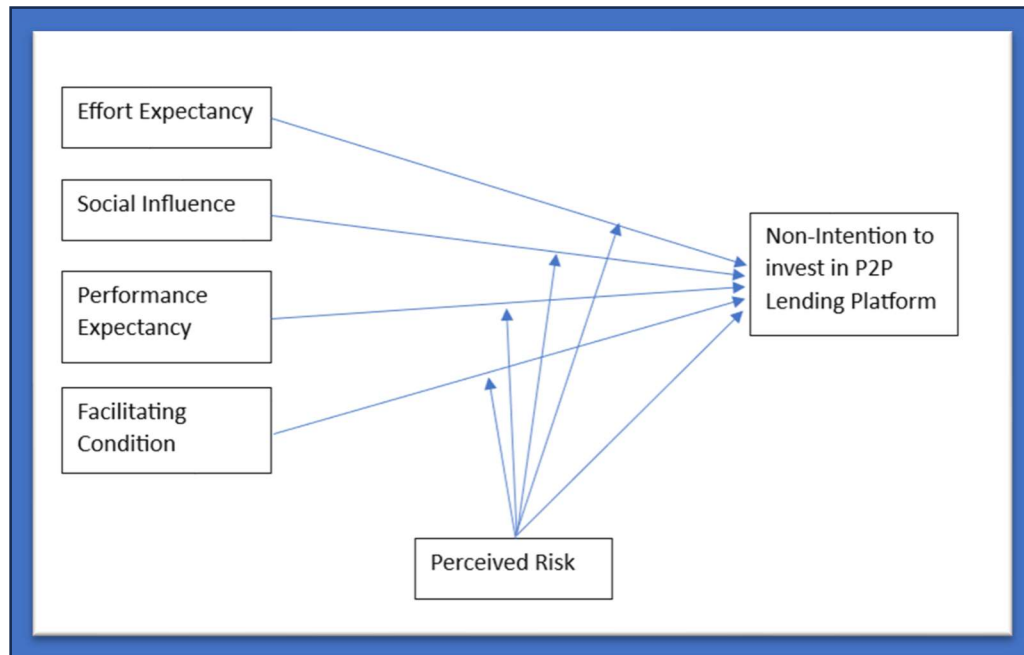 Effort Expectancy
Social Influence
Performance
Expectancy
Facilitating
Condition
Non-Intention to
invest in P2P
Lending Platform
Perceived Risk